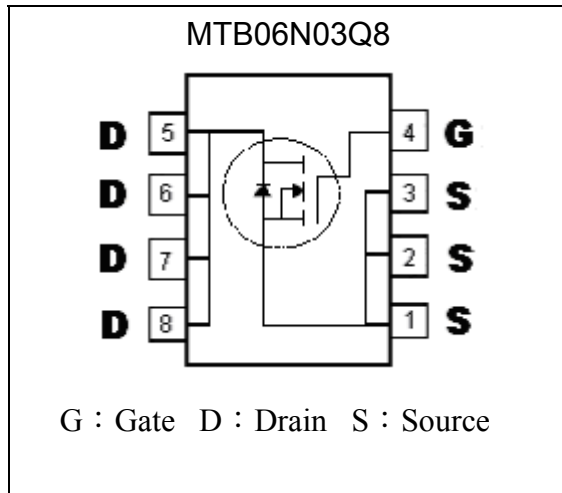 MTB06N03Q8
D 5 4 G
D 6 3 S
D 7 2 S
D 8 1 S
G：Gate D：Drain S：Source